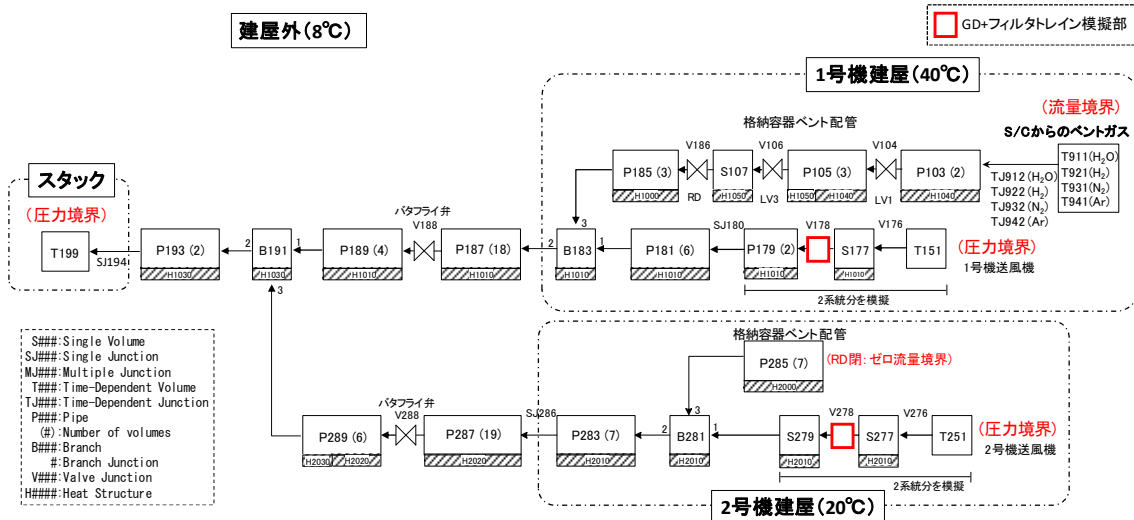 建屋外(8℃)
GD+フィルタトレイン模擬部
1号機建屋(40℃)
(流量境界)
S/Cからのベントガス
格納容器ベント配管
V186
V106
V104
P185 (3)
S107
P105 (3)
P103 (2)
T911(H₂O)
T921(H₂)
T931(N₂)
T941(Ar)
TJ912(H₂O)
TJ922(H₂)
TJ932(N₂)
TJ942(Ar)
H1000
RD
H1050
LV3
H1050
H1040
LV1
H1040
スタック
(圧力境界)
バタフライ弁
V188
3
SJ180
V178
V176
T199
SJ194
P193 (2)
2
B191
1
P189 (4)
P187 (18)
2
B183
1
P181 (6)
P179 (2)
S177
T151
(圧力境界)
1号機送風機
H1030
H1030
H1010
H1010
H1010
H1010
H1010
H1010
3
2系統分を模擬
格納容器ベント配管
P285 (7)
(RD閉:ゼロ流量境界)
H2000
S###:Single Volume
SJ###:Single Junction
MJ###:Multiple Junction
T###:Time-Dependent Volume
TJ###:Time-Dependent Junction
P###:Pipe
(#):Number of volumes
B###:Branch
#:Branch Junction
V###:Valve Junction
H####:Heat Structure
バタフライ弁
V288
SJ286
3
V278
V276
P289 (6)
P287 (19)
P283 (7)
2
B281
1
S279
S277
T251
(圧力境界)
2号機送風機
H2030
H2020
H2020
H2010
H2010
H2010
H2010
2系統分を模擬
2号機建屋(20℃)